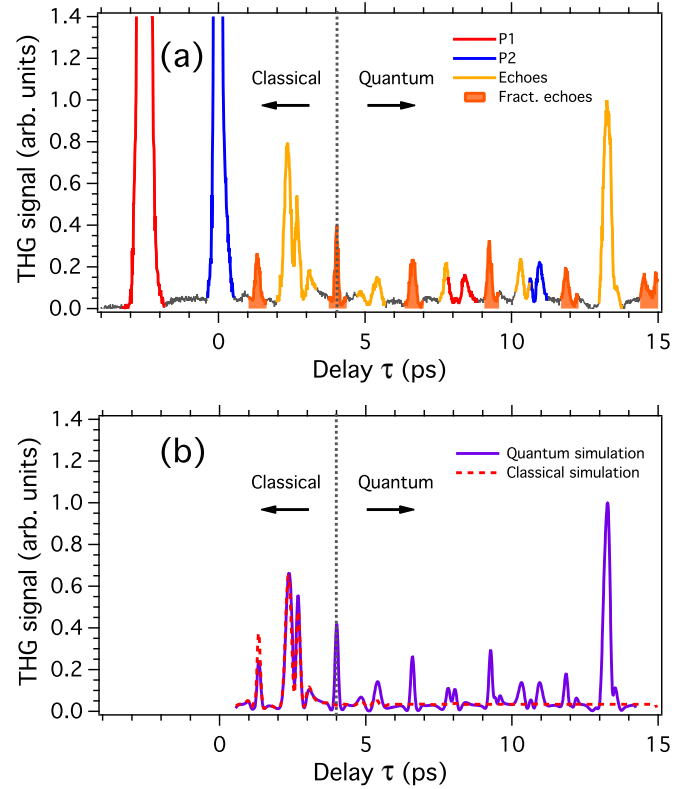 1.4
1.2
1.0
0.8
0.6
0.4
0.2
0.0
THG signal (arb. units)
(a)
Classical
Quantum
P1
P2
Echoes
Fract. echoes
0 5 10 15
Delay τ (ps)
1.4
1.2
1.0
0.8
0.6
0.4
0.2
0.0
THG signal (arb. units)
(b)
Classical
Quantum
Quantum simulation
Classical simulation
0 5 10 15
Delay τ (ps)